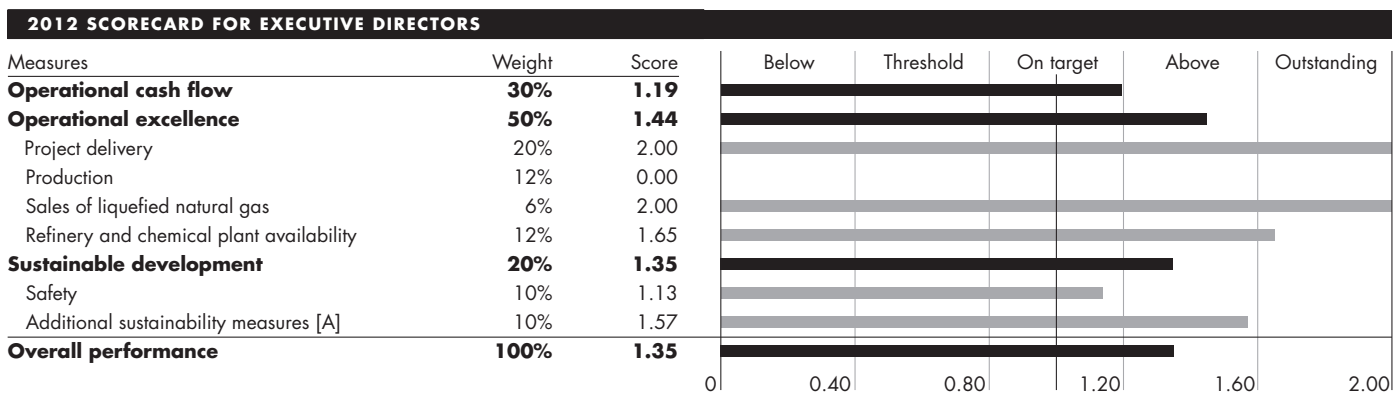 2012 SCORECARD FOR EXECUTIVE DIRECTORS
Measures Weight Score Below Threshold On target Above Outstanding
Operational cash flow 30% 1.19
Operational excellence 50% 1.44
Project delivery 20% 2.00
Production 12% 0.00
Sales of liquefied natural gas 6% 2.00
Refinery and chemical plant availability 12% 1.65
Sustainable development 20% 1.35
Safety 10% 1.13
Additional sustainability measures [A] 10% 1.57
Overall performance 100% 1.35
0 0.40 0.80 1.20 1.60 2.00